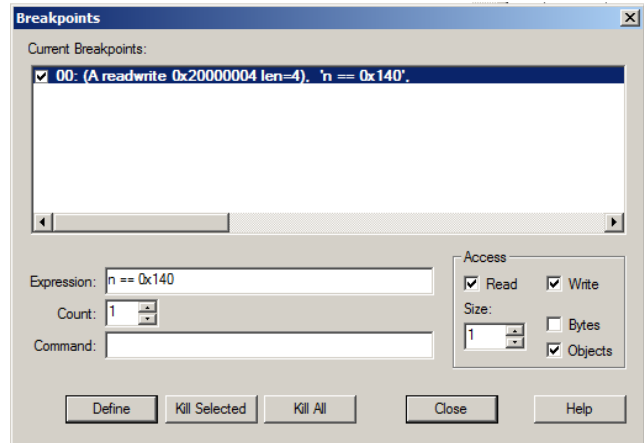 Breakpoints
Current Breakpoints:
00: (A readwrite 0x20000004 len=4), 'n == 0x140',
Expression: n == 0x140
Count: 1
Command:
Access
Read Write
Size:
1
Bytes
Objects
Define Kill Selected Kill All Close Help